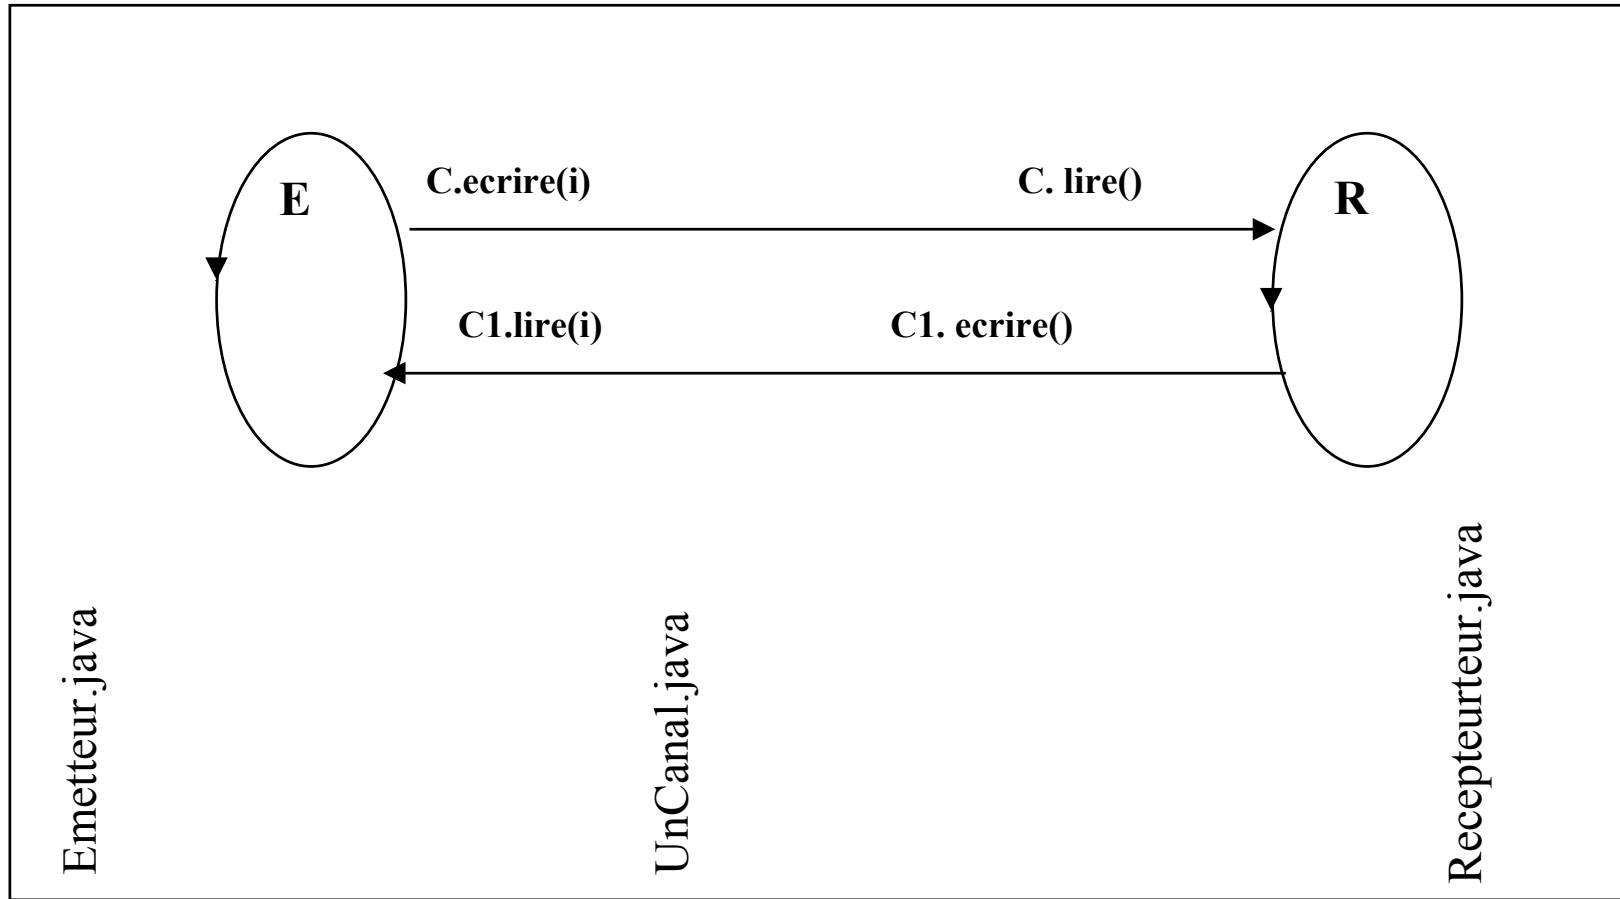 E
C.ecrire(i)
C. lire()
R
C1.lire(i)
C1. ecrire()
Emetteur.java
UnCanal.java
Recepteurteur.java